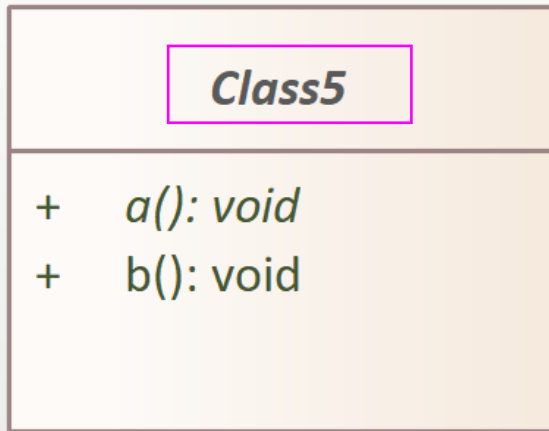 Class5
+ a(): void
+ b(): void